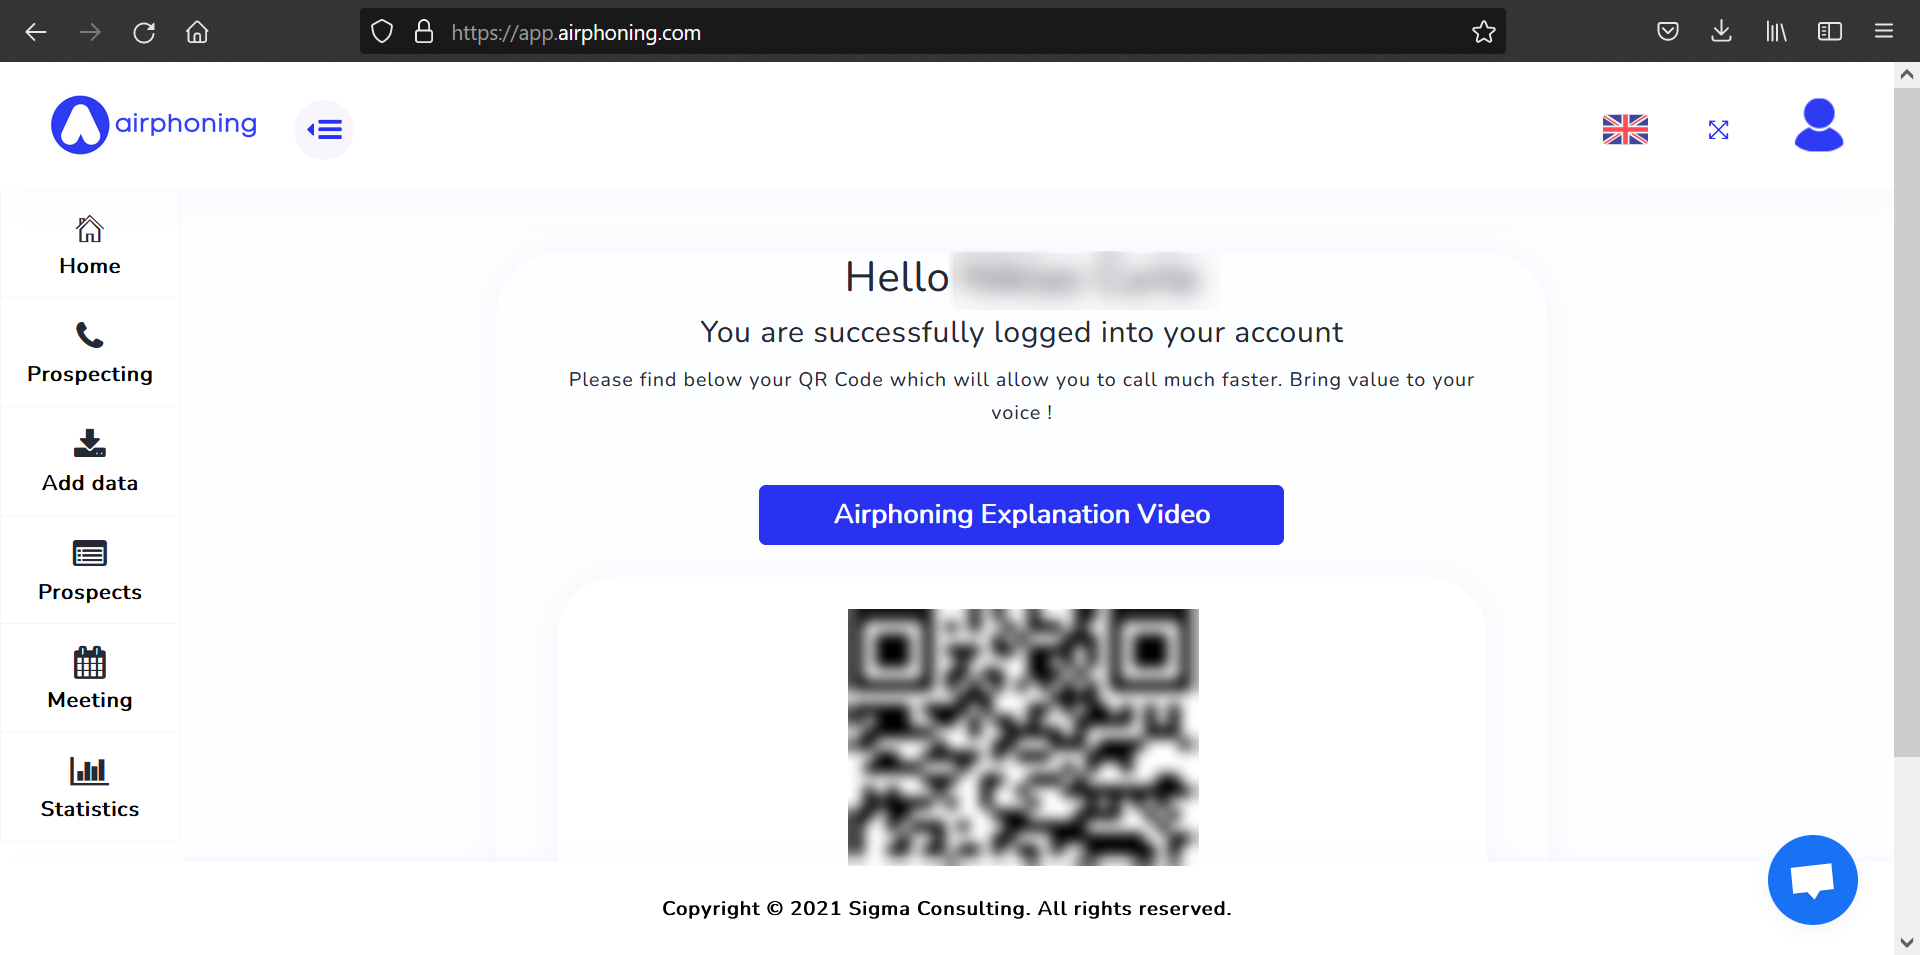 https://app.airphoning.com
airphoning
Home
Prospecting
Add data
Prospects
Meeting
Statistics
Hello
You are successfully logged into your account
Please find below your QR Code which will allow you to call much faster. Bring value to your
voice !
Airphoning Explanation Video
Copyright © 2021 Sigma Consulting. All rights reserved.